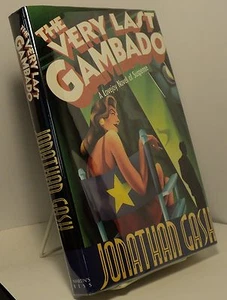 THE
VERY LAST
GAMBADO
A Lovejoy Novel of Suspense
JONATHAN GASH
THE
VERY LAST
GAMBADO
JONATHAN GASH